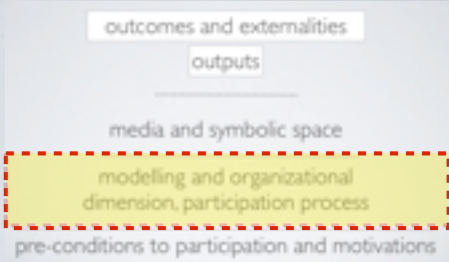 outcomes and externalities
outputs
media and symbolic space
modelling and organizational
dimension, participation process
pre-conditions to participation and motivations